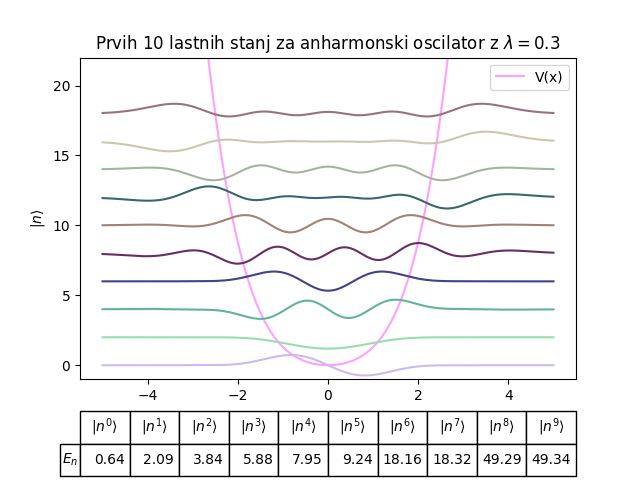 Prvih 10 lastnih stanj za anharmonski oscilator z λ = 0.3
V(x)
20
15
10
5
0
|n⟩
−4 −2 0 2 4
|n⁰⟩ |n¹⟩ |n²⟩ |n³⟩ |n⁴⟩ |n⁵⟩ |n⁶⟩ |n⁷⟩ |n⁸⟩ |n⁹⟩
Eₙ 0.64 2.09 3.84 5.88 7.95 9.24 18.16 18.32 49.29 49.34